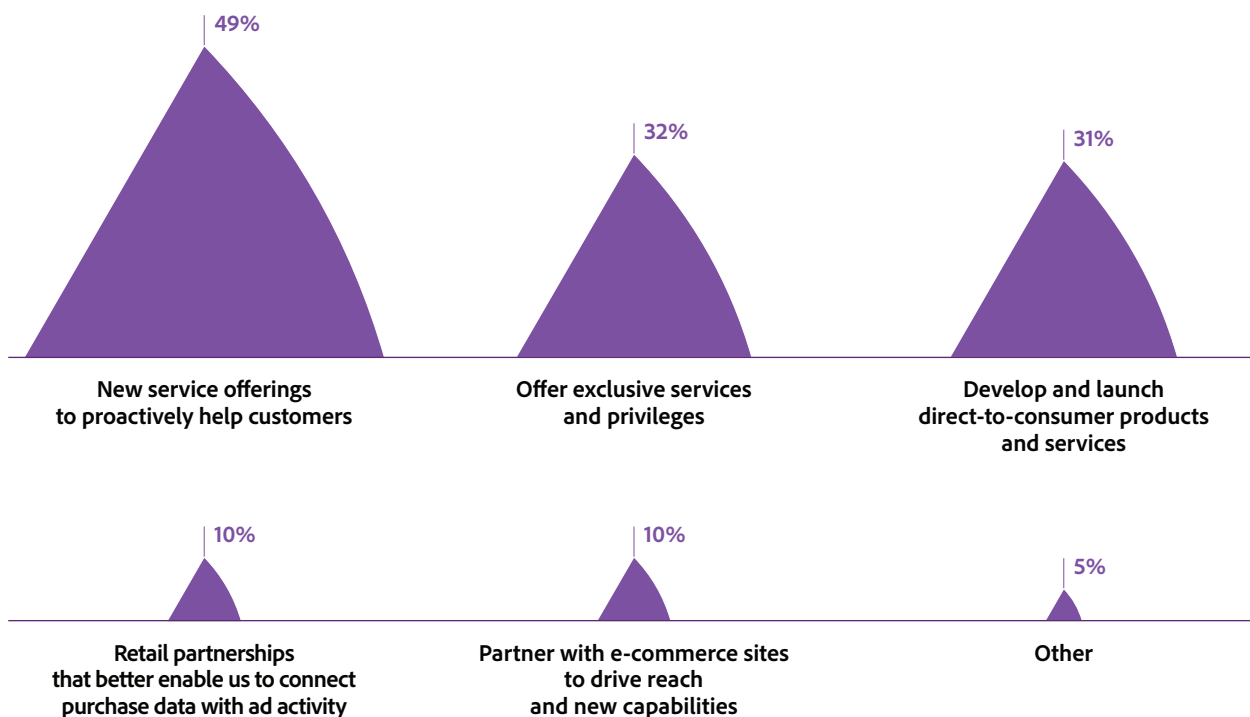 49%
32%
31%
New service offerings
to proactively help customers
Offer exclusive services
and privileges
Develop and launch
direct-to-consumer products
and services
10%
10%
5%
Retail partnerships
that better enable us to connect
purchase data with ad activity
Partner with e-commerce sites
to drive reach
and new capabilities
Other